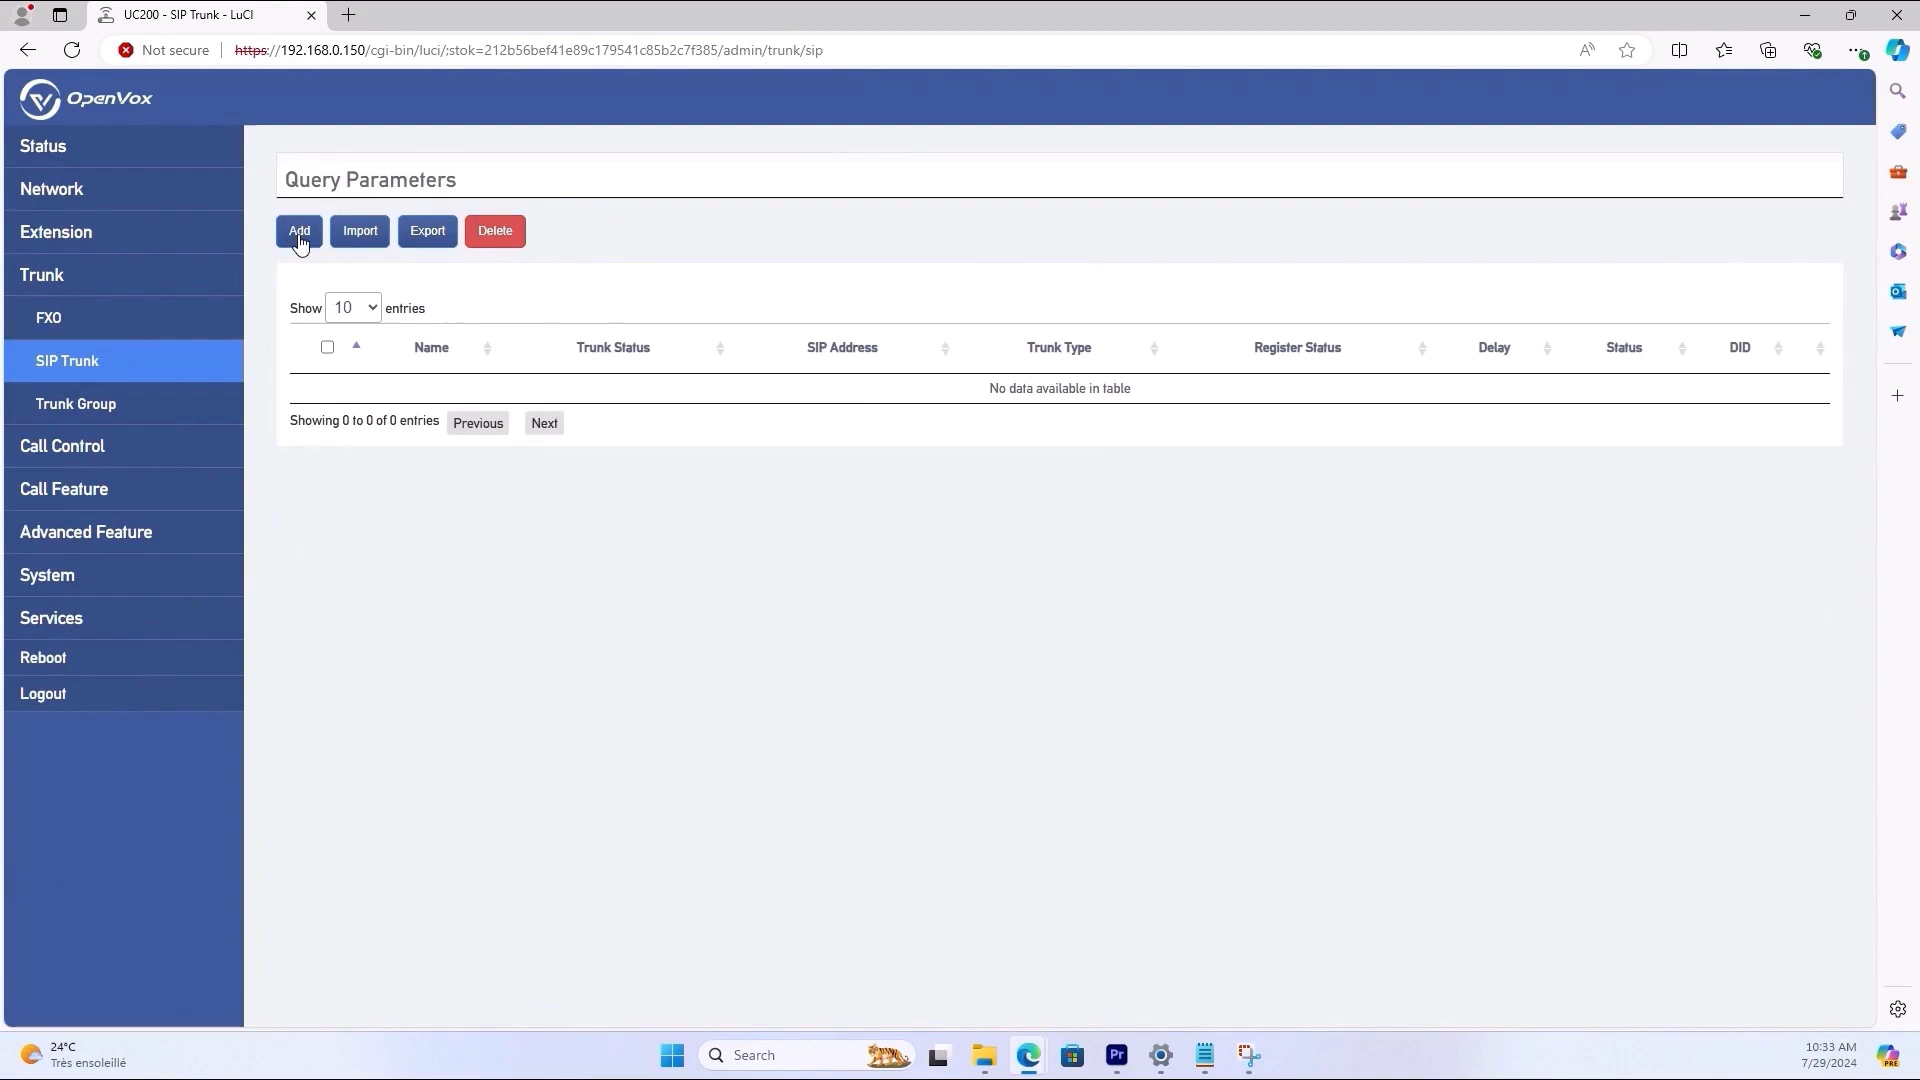 UC200 - SIP Trunk - LuCI
Not secure
https://192.168.0.150/cgi-bin/luci/;stok=212b56bef41e89c179541c85b2c7f385/admin/trunk/sip
OpenVox
Status
Network
Extension
Trunk
FXO
SIP Trunk
Trunk Group
Call Control
Call Feature
Advanced Feature
System
Services
Reboot
Logout
Query Parameters
Add Import Export Delete
Show 10 entries
Name Trunk Status SIP Address Trunk Type Register Status Delay Status DID
No data available in table
Showing 0 to 0 of 0 entries Previous Next
24°C
Très ensoleillé
Search
Pr
10:33 AM
7/29/2024
PRE